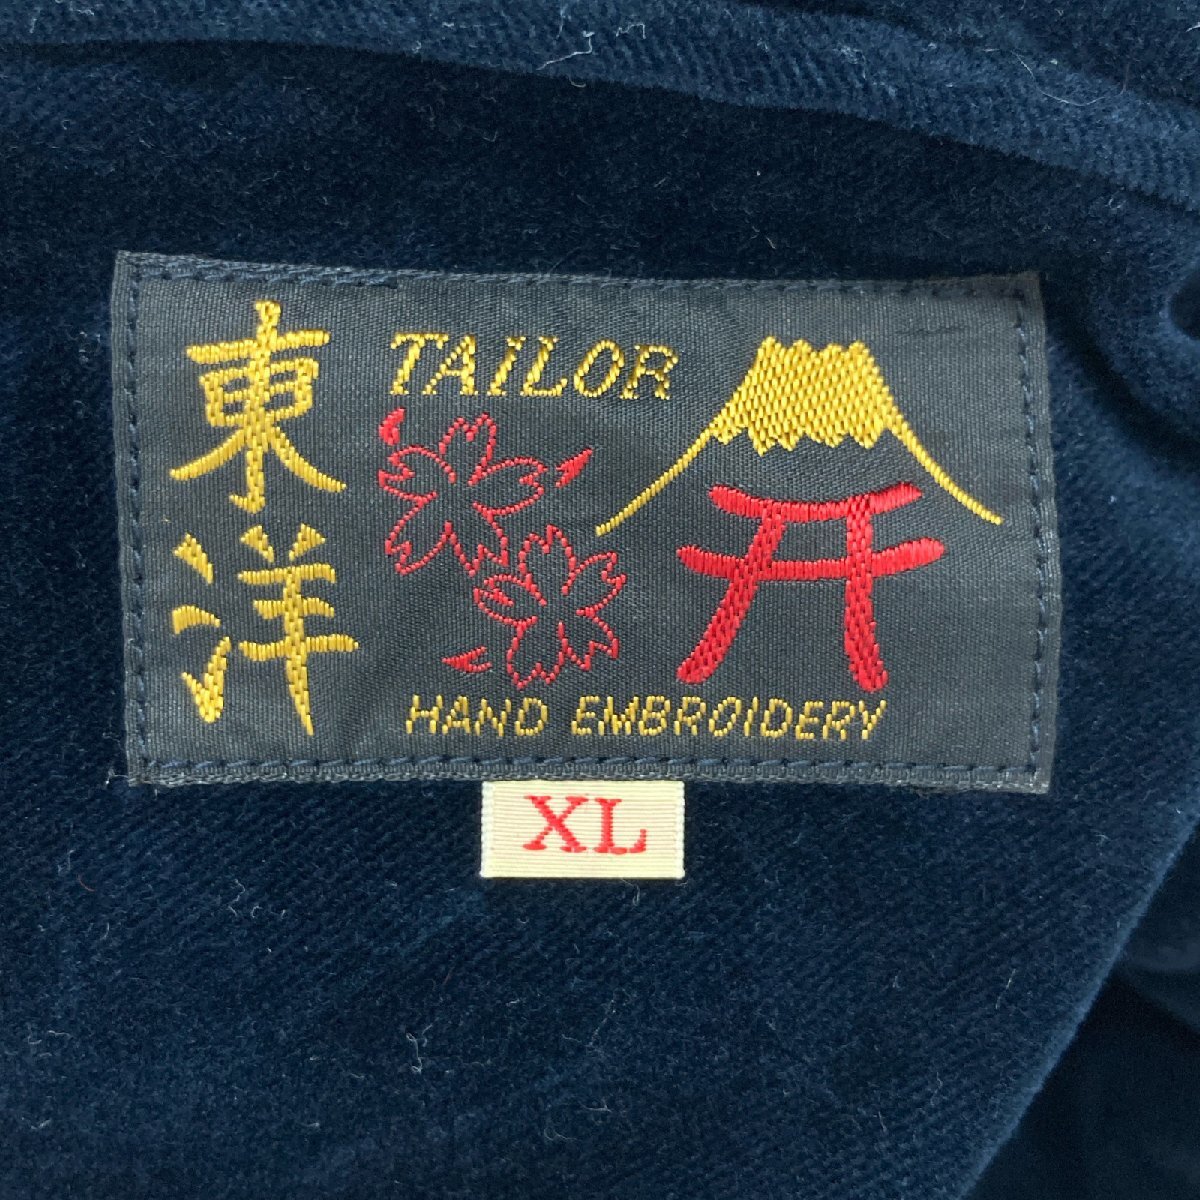 東洋
TAILOR
HAND EMBROIDERY
XL